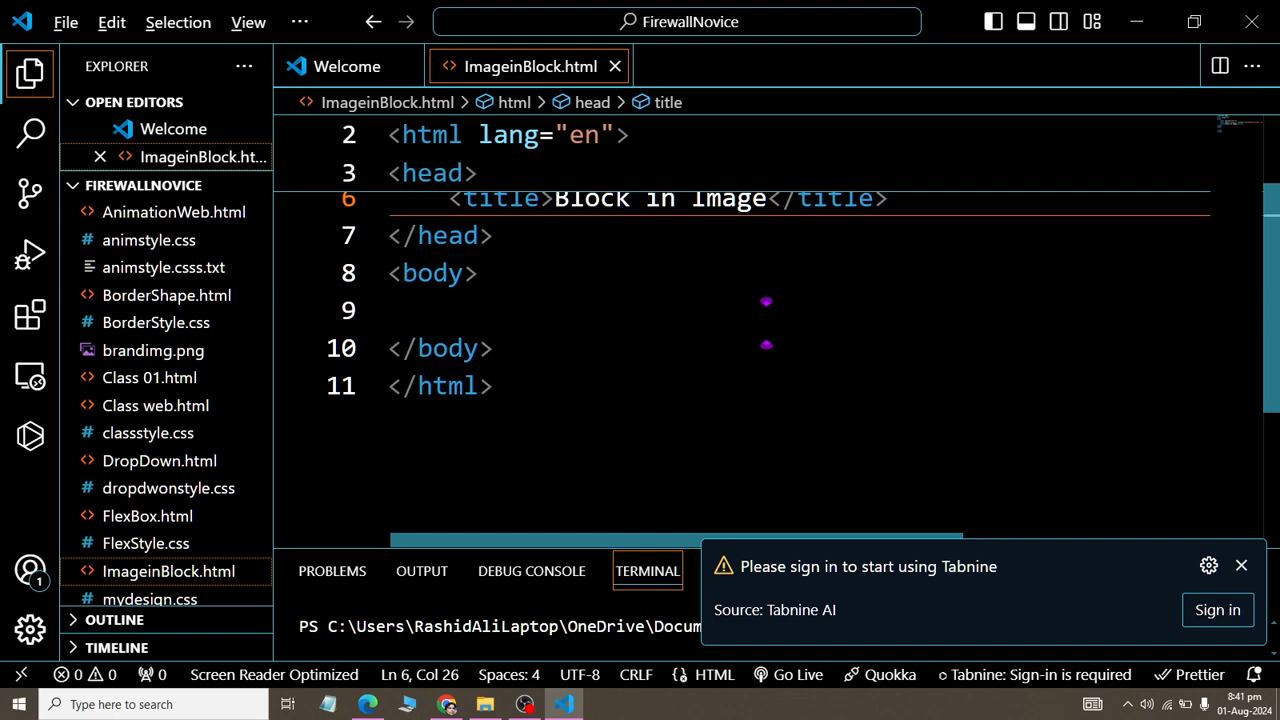 File Edit Selection View ··· FirewallNovice
EXPLORER ···
OPEN EDITORS
Welcome
ImageinBlock.ht...
FIREWALLNOVICE
AnimationWeb.html
animstyle.css
animstyle.csss.txt
BorderShape.html
BorderStyle.css
brandimg.png
Class 01.html
Class web.html
classstyle.css
DropDown.html
dropdwonstyle.css
FlexBox.html
FlexStyle.css
ImageinBlock.html
mydesign.css
OUTLINE
TIMELINE
1
Welcome ImageinBlock.html
ImageinBlock.html > html > head > title
2 <html lang="en">
3 <head>
6 <title>Block in Image</title>
7 </head>
8 <body>
9
10 </body>
11 </html>
PROBLEMS OUTPUT DEBUG CONSOLE TERMINAL
PS C:\Users\RashidAliLaptop\OneDrive\Docum
Please sign in to start using Tabnine
Source: Tabnine AI Sign in
0 0 0 Screen Reader Optimized Ln 6, Col 26 Spaces: 4 UTF-8 CRLF HTML Go Live Quokka Tabnine: Sign-in is required Prettier
Type here to search
8:41 pm
01-Aug-2024